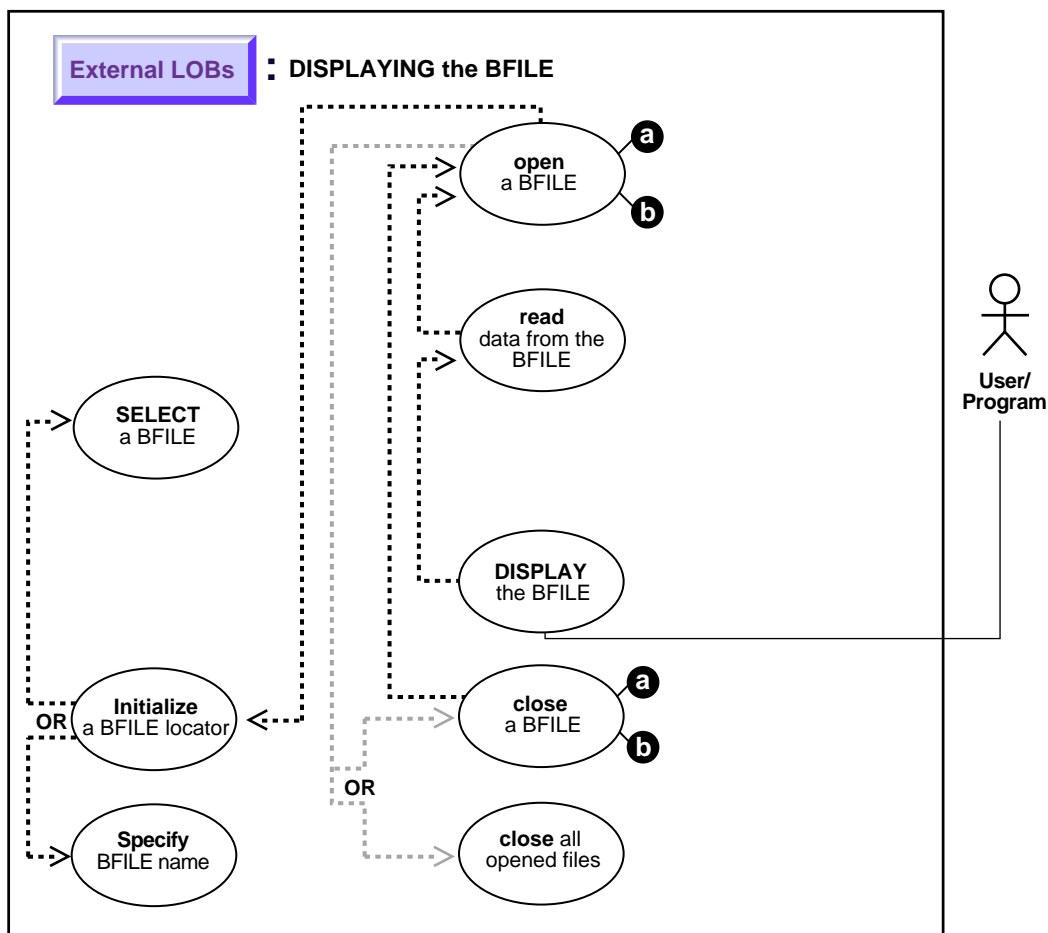 External LOBs : DISPLAYING the BFILE
open
a BFILE
a
b
read
data from the
BFILE
User/
Program
SELECT
a BFILE
DISPLAY
the BFILE
Initialize
a BFILE locator
OR
close
a BFILE
a
b
OR
Specify
BFILE name
close all
opened files